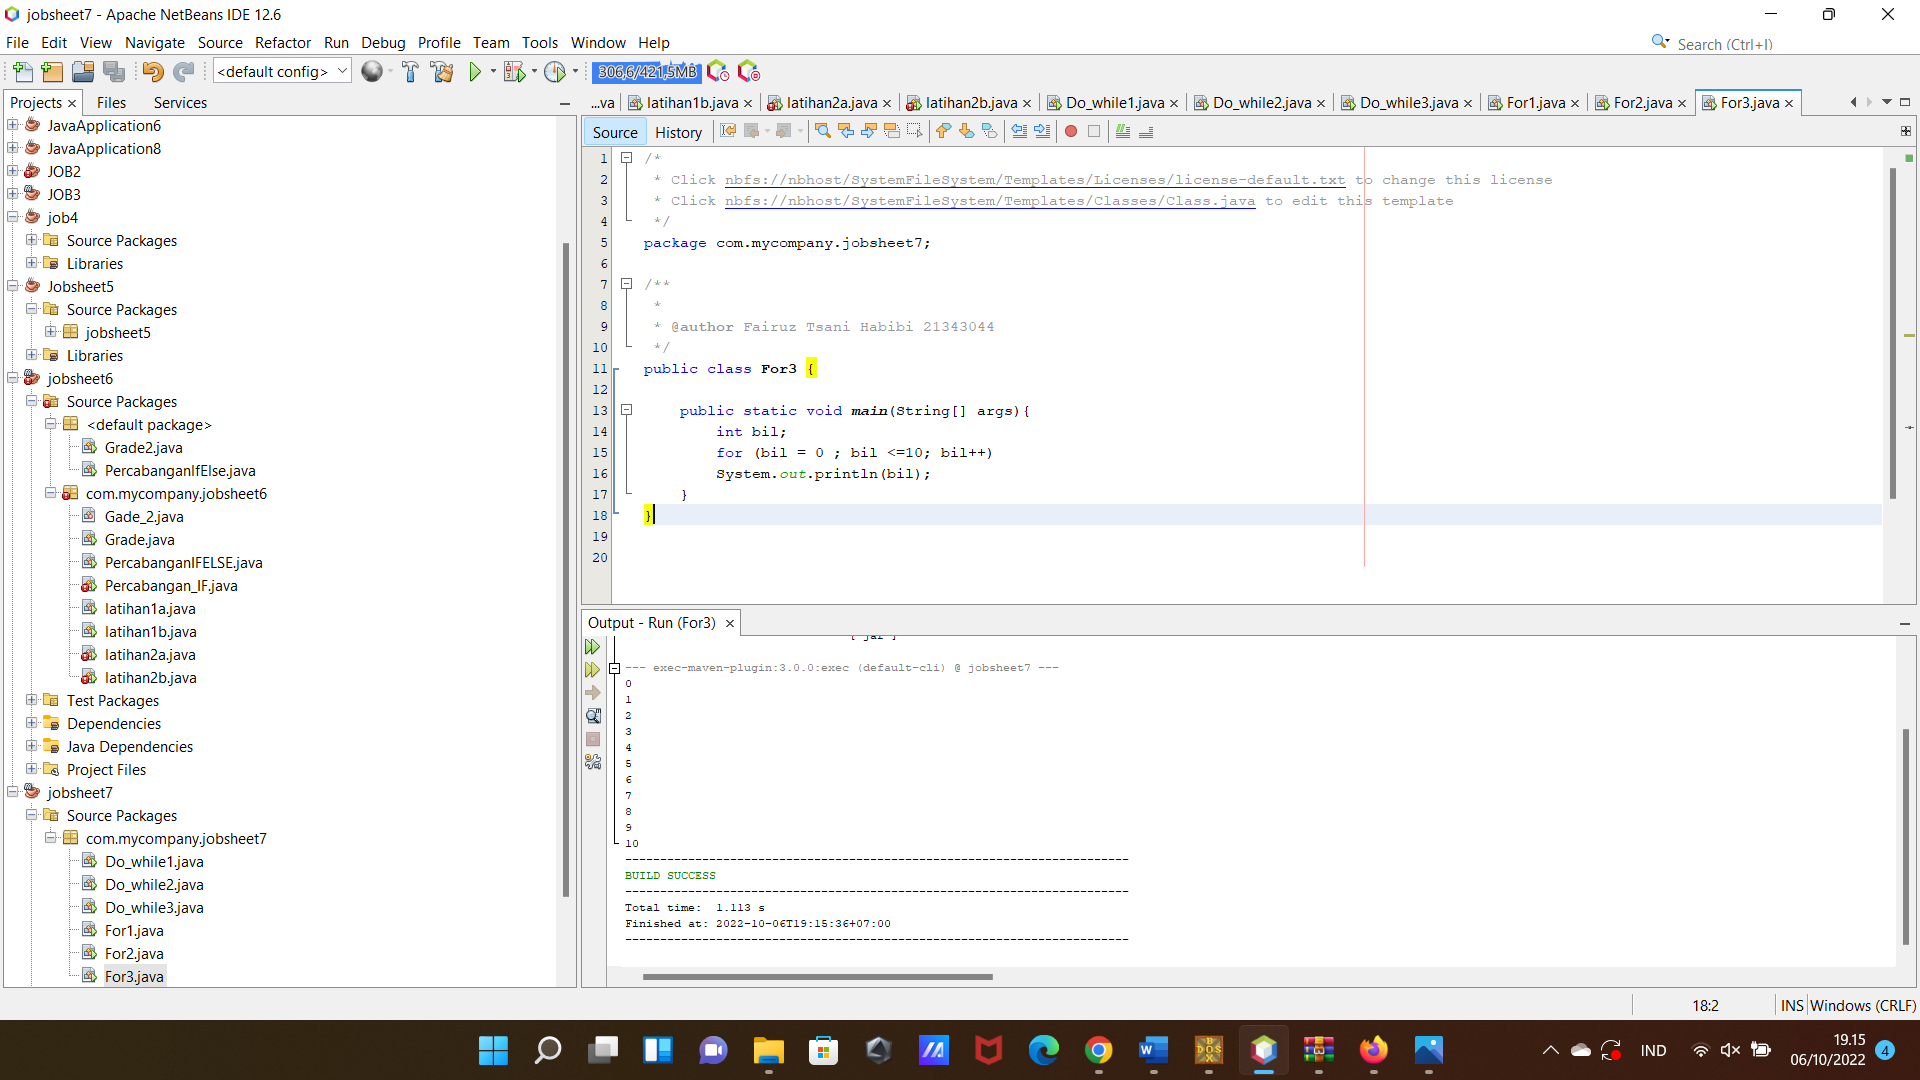 jobsheet7 - Apache NetBeans IDE 12.6
File Edit View Navigate Source Refactor Run Debug Profile Team Tools Window Help
Search (Ctrl+I)
<default config>
306,6/421,5MB
Projects Files Services
...va latihan1b.java latihan2a.java latihan2b.java Do_while1.java Do_while2.java Do_while3.java For1.java For2.java For3.java
Source History
JavaApplication6
JavaApplication8
JOB2
JOB3
job4
Source Packages
Libraries
Jobsheet5
Source Packages
jobsheet5
Libraries
jobsheet6
Source Packages
<default package>
Grade2.java
PercabanganIfElse.java
com.mycompany.jobsheet6
Gade_2.java
Grade.java
PercabanganIFELSE.java
Percabangan_IF.java
latihan1a.java
latihan1b.java
latihan2a.java
latihan2b.java
Test Packages
Dependencies
Java Dependencies
Project Files
jobsheet7
Source Packages
com.mycompany.jobsheet7
Do_while1.java
Do_while2.java
Do_while3.java
For1.java
For2.java
For3.java
1 /*
2 * Click nbfs://nbhost/SystemFileSystem/Templates/Licenses/license-default.txt to change this license
3 * Click nbfs://nbhost/SystemFileSystem/Templates/Classes/Class.java to edit this template
4 */
5 package com.mycompany.jobsheet7;
6
7 /**
8 *
9 * @author Fairuz Tsani Habibi 21343044
10 */
11 public class For3 {
12
13 public static void main(String[] args){
14 int bil;
15 for (bil = 0 ; bil <=10; bil++)
16 System.out.println(bil);
17 }
18 }
19
20
Output - Run (For3)
[ jar ]
--- exec-maven-plugin:3.0.0:exec (default-cli) @ jobsheet7 ---
0
1
2
3
4
5
6
7
8
9
10
------------------------------------------------------------------------
BUILD SUCCESS
------------------------------------------------------------------------
Total time:  1.113 s
Finished at: 2022-10-06T19:15:36+07:00
------------------------------------------------------------------------
18:2 INS Windows (CRLF)
IND
19.15
06/10/2022
4